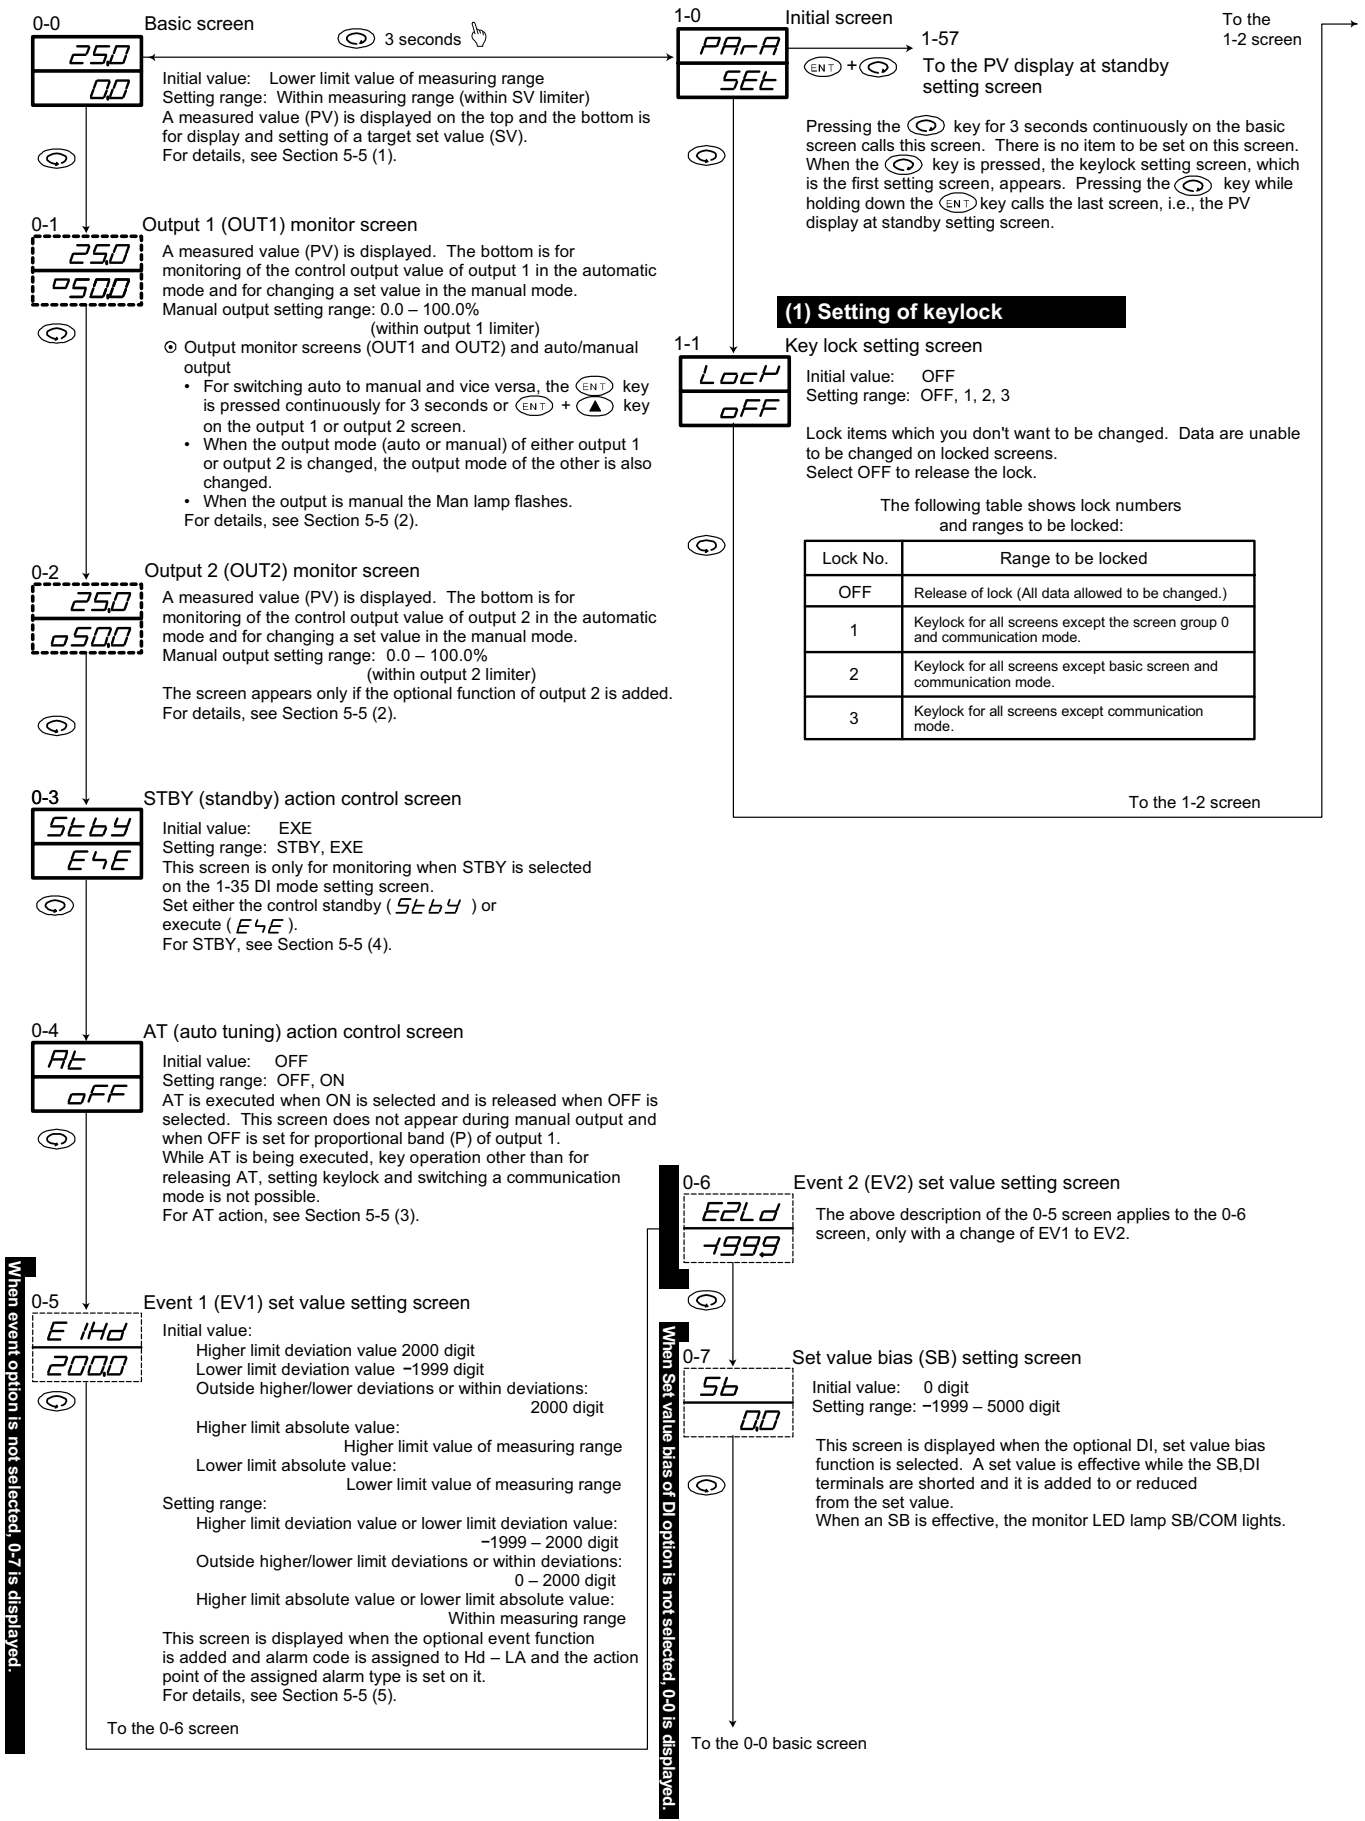 0-0
Basic screen
3 seconds
25.0
0.0
Initial value: Lower limit value of measuring range
Setting range: Within measuring range (within SV limiter)
A measured value (PV) is displayed on the top and the bottom is
for display and setting of a target set value (SV).
For details, see Section 5-5 (1).
0-1
Output 1 (OUT1) monitor screen
25.0
o50.0
A measured value (PV) is displayed. The bottom is for
monitoring of the control output value of output 1 in the automatic
mode and for changing a set value in the manual mode.
Manual output setting range: 0.0 – 100.0%
(within output 1 limiter)
Output monitor screens (OUT1 and OUT2) and auto/manual
output
• For switching auto to manual and vice versa, the ENT key
is pressed continuously for 3 seconds or ENT + ▲ key
on the output 1 or output 2 screen.
• When the output mode (auto or manual) of either output 1
or output 2 is changed, the output mode of the other is also
changed.
• When the output is manual the Man lamp flashes.
For details, see Section 5-5 (2).
0-2
Output 2 (OUT2) monitor screen
25.0
o50.0
A measured value (PV) is displayed. The bottom is for
monitoring of the control output value of output 2 in the automatic
mode and for changing a set value in the manual mode.
Manual output setting range: 0.0 – 100.0%
(within output 2 limiter)
The screen appears only if the optional function of output 2 is added.
For details, see Section 5-5 (2).
0-3
STBY (standby) action control screen
Stby
EXE
Initial value: EXE
Setting range: STBY, EXE
This screen is only for monitoring when STBY is selected
on the 1-35 DI mode setting screen.
Set either the control standby ( Stby ) or
execute ( EXE ).
For STBY, see Section 5-5 (4).
0-4
AT (auto tuning) action control screen
At
oFF
Initial value: OFF
Setting range: OFF, ON
AT is executed when ON is selected and is released when OFF is
selected. This screen does not appear during manual output and
when OFF is set for proportional band (P) of output 1.
While AT is being executed, key operation other than for
releasing AT, setting keylock and switching a communication
mode is not possible.
For AT action, see Section 5-5 (3).
When event option is not selected, 0-7 is displayed.
0-5
Event 1 (EV1) set value setting screen
E1Hd
200.0
Initial value:
Higher limit deviation value 2000 digit
Lower limit deviation value −1999 digit
Outside higher/lower deviations or within deviations:
2000 digit
Higher limit absolute value:
Higher limit value of measuring range
Lower limit absolute value:
Lower limit value of measuring range
Setting range:
Higher limit deviation value or lower limit deviation value:
−1999 – 2000 digit
Outside higher/lower limit deviations or within deviations:
0 – 2000 digit
Higher limit absolute value or lower limit absolute value:
Within measuring range
This screen is displayed when the optional event function
is added and alarm code is assigned to Hd – LA and the action
point of the assigned alarm type is set on it.
For details, see Section 5-5 (5).
To the 0-6 screen
1-0
Initial screen
PArA
SEt
ENT +
1-57
To the PV display at standby
setting screen
To the
1-2 screen
Pressing the key for 3 seconds continuously on the basic
screen calls this screen. There is no item to be set on this screen.
When the key is pressed, the keylock setting screen, which
is the first setting screen, appears. Pressing the key while
holding down the ENT key calls the last screen, i.e., the PV
display at standby setting screen.
(1) Setting of keylock
1-1
Key lock setting screen
LocK
oFF
Initial value: OFF
Setting range: OFF, 1, 2, 3
Lock items which you don't want to be changed. Data are unable
to be changed on locked screens.
Select OFF to release the lock.
The following table shows lock numbers
and ranges to be locked:
Lock No. Range to be locked
OFF Release of lock (All data allowed to be changed.)
1 Keylock for all screens except the screen group 0
and communication mode.
2 Keylock for all screens except basic screen and
communication mode.
3 Keylock for all screens except communication
mode.
To the 1-2 screen
0-6
Event 2 (EV2) set value setting screen
E2Ld
-199.9
The above description of the 0-5 screen applies to the 0-6
screen, only with a change of EV1 to EV2.
When Set value bias of DI option is not selected, 0-0 is displayed.
0-7
Set value bias (SB) setting screen
Sb
0.0
Initial value: 0 digit
Setting range: −1999 – 5000 digit
This screen is displayed when the optional DI, set value bias
function is selected. A set value is effective while the SB,DI
terminals are shorted and it is added to or reduced
from the set value.
When an SB is effective, the monitor LED lamp SB/COM lights.
To the 0-0 basic screen